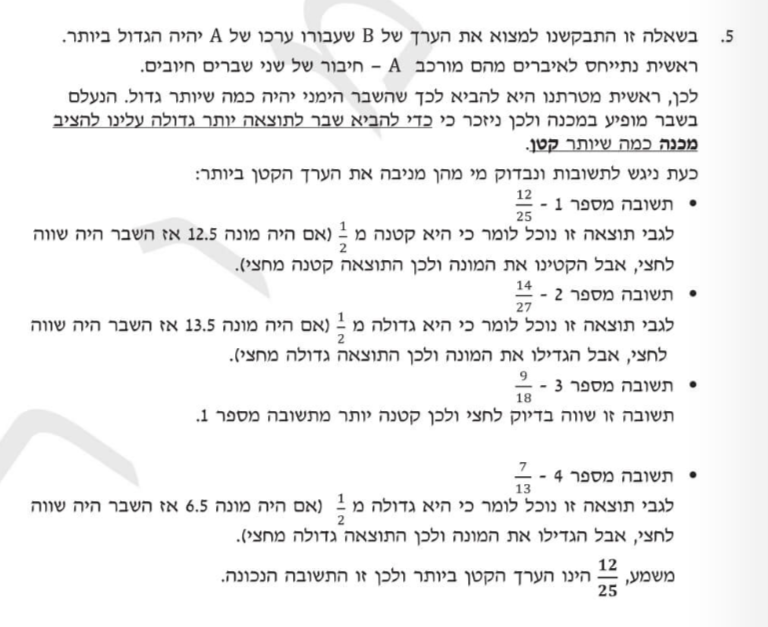 5. בשאלה זו התבקשנו למצוא את הערך של B שעבורו ערכו של A יהיה הגדול ביותר.
ראשית נתייחס לאיברים מהם מורכב A – חיבור של שני שברים חיובים.
לכן, ראשית מטרתנו היא להביא לכך שהשבר הימני יהיה כמה שיותר גדול. הנעלם
בשבר מופיע במכנה ולכן ניזכר כי כדי להביא שבר לתוצאה יותר גדולה עלינו להציב
מכנה כמה שיותר קטן.
כעת ניגש לתשובות ונבדוק מי מהן מניבה את הערך הקטן ביותר:
• תשובה מספר 1 - 12/25
לגבי תוצאה זו נוכל לומר כי היא קטנה מ 1/2 (אם היה מונה 12.5 אז השבר היה שווה
לחצי, אבל הקטינו את המונה ולכן התוצאה קטנה מחצי).
• תשובה מספר 2 - 14/27
לגבי תוצאה זו נוכל לומר כי היא גדולה מ 1/2 (אם היה מונה 13.5 אז השבר היה שווה
לחצי, אבל הגדילו את המונה ולכן התוצאה גדולה מחצי).
• תשובה מספר 3 - 9/18
תשובה זו שווה בדיוק לחצי ולכן קטנה יותר מתשובה מספר 1.
• תשובה מספר 4 - 7/13
לגבי תוצאה זו נוכל לומר כי היא גדולה מ 1/2 (אם היה מונה 6.5 אז השבר היה שווה
לחצי, אבל הגדילו את המונה ולכן התוצאה גדולה מחצי).
משמע, 12/25 הינו הערך הקטן ביותר ולכן זו התשובה הנכונה.